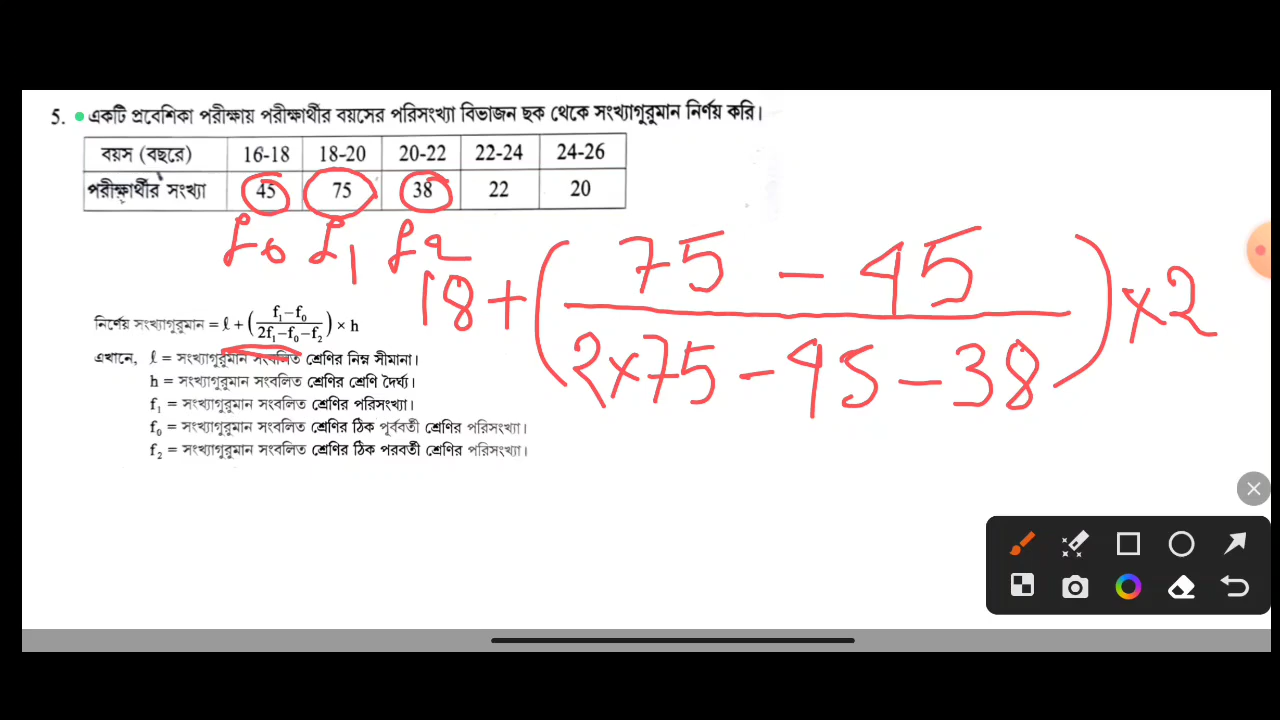 5. • একটি প্রবেশিকা পরীক্ষায় পরীক্ষার্থীর বয়সের পরিসংখ্যা বিভাজন ছক থেকে সংখ্যাগুরুমান নির্ণয় করি।
বয়স (বছরে) 16-18 18-20 20-22 22-24 24-26
পরীক্ষার্থীর সংখ্যা 45 75 38 22 20
f0 f1 f2
18 + ( 75 - 45 / 2×75 - 45 - 38 ) × 2
নির্ণেয় সংখ্যাগুরুমান = l + ( f₁–f₀ / 2f₁–f₀–f₂ ) × h
এখানে, l = সংখ্যাগুরুমান সংবলিত শ্রেণির নিম্ন সীমানা।
h = সংখ্যাগুরুমান সংবলিত শ্রেণির শ্রেণি দৈর্ঘ্য।
f₁ = সংখ্যাগুরুমান সংবলিত শ্রেণির পরিসংখ্যা।
f₀ = সংখ্যাগুরুমান সংবলিত শ্রেণির ঠিক পূর্ববর্তী শ্রেণির পরিসংখ্যা।
f₂ = সংখ্যাগুরুমান সংবলিত শ্রেণির ঠিক পরবর্তী শ্রেণির পরিসংখ্যা।